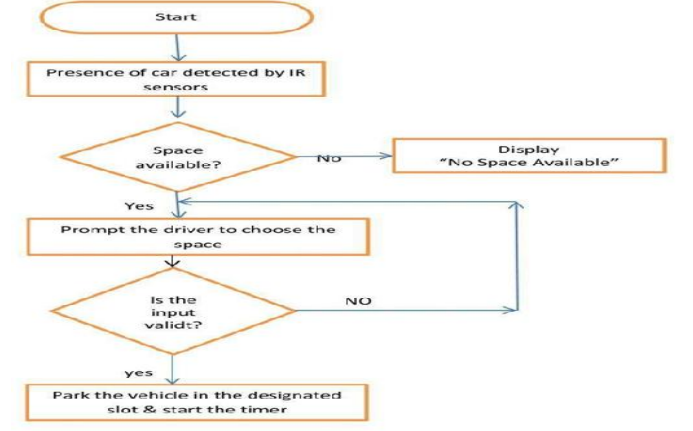 Start
Presence of car detected by IR
sensors
Space
available?
No
Display
“No Space Available”
Yes
Prompt the driver to choose the
space
Is the
input
validt?
NO
yes
Park the vehicle in the designated
slot & start the timer